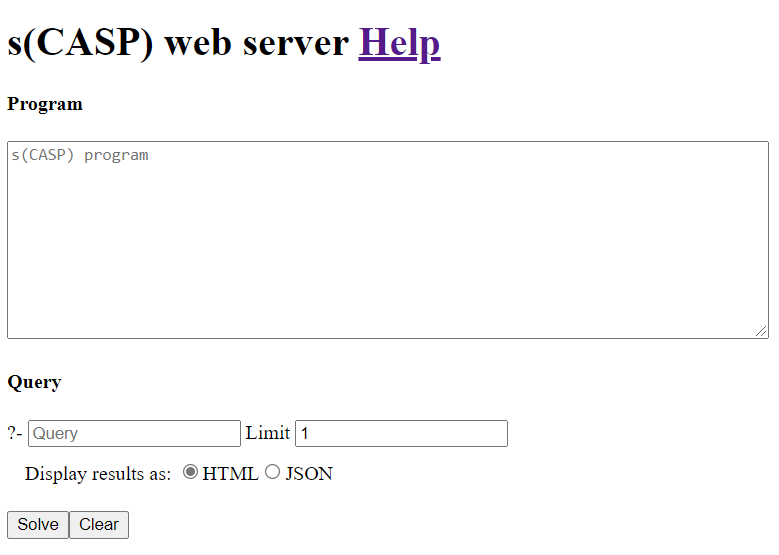 s(CASP) web server Help
Program
s(CASP) program
Query
?- Query Limit 1
Display results as: HTML JSON
Solve Clear